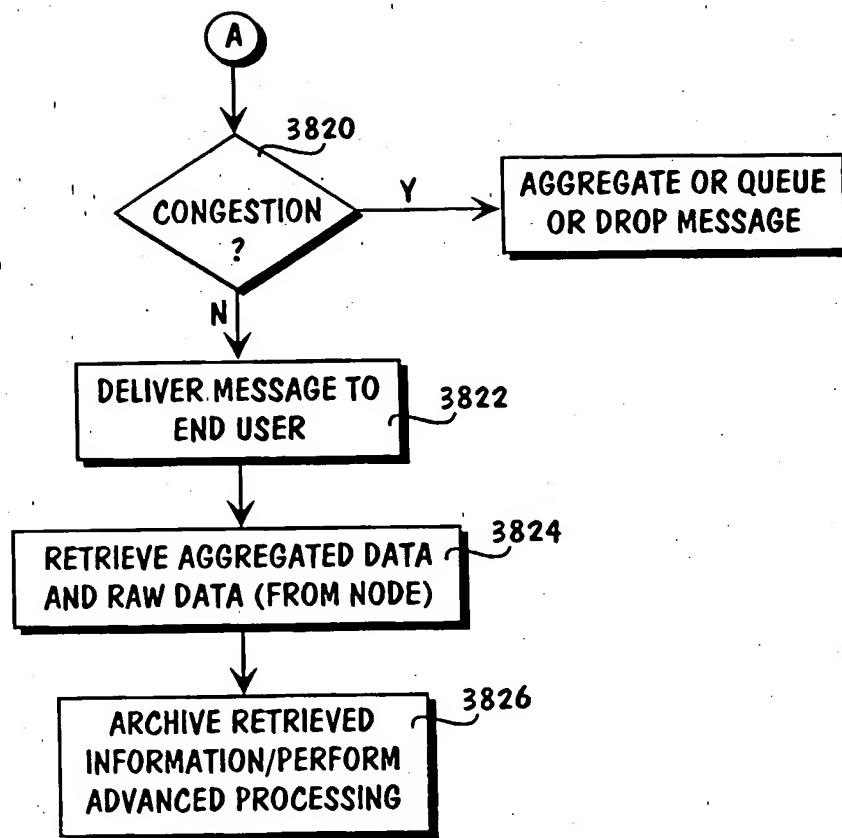 A
3820
CONGESTION
?
Y
AGGREGATE OR QUEUE
OR DROP MESSAGE
N
DELIVER MESSAGE TO
END USER
3822
RETRIEVE AGGREGATED DATA
AND RAW DATA (FROM NODE)
3824
ARCHIVE RETRIEVED
INFORMATION/PERFORM
ADVANCED PROCESSING
3826